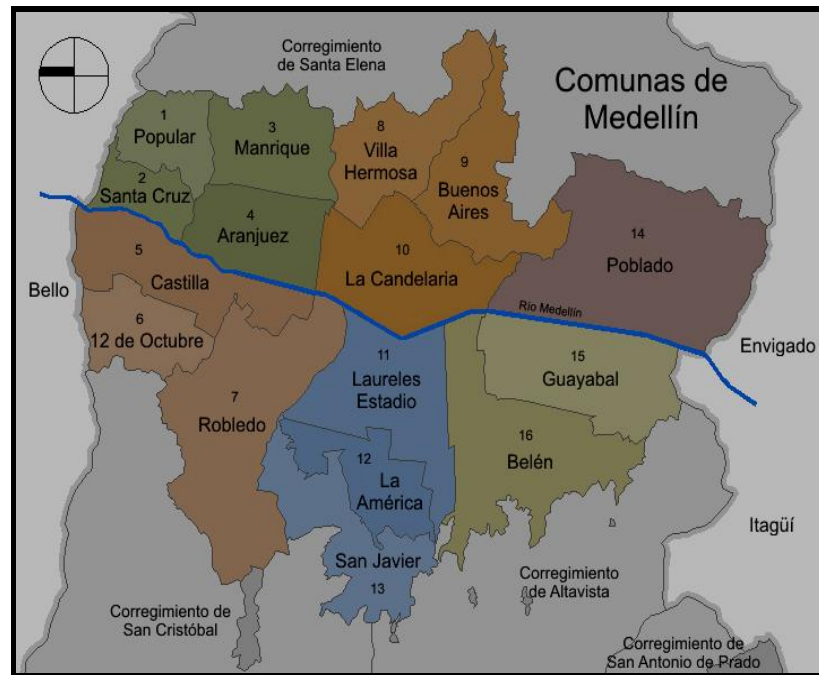 Corregimiento
de Santa Elena
Comunas de
Medellín
1
Popular
3
Manrique
8
Villa
Hermosa
9
Buenos
Aires
2
Santa Cruz
4
Aranjuez
10
La Candelaria
14
Poblado
5
Castilla
Bello
6
12 de Octubre
Río Medellín
Envigado
11
Laureles
Estadio
15
Guayabal
7
Robledo
16
Belén
12
La
América
Itagüí
San Javier
13
Corregimiento
de Altavista
Corregimiento de
San Cristóbal
Corregimiento de
San Antonio de Prado